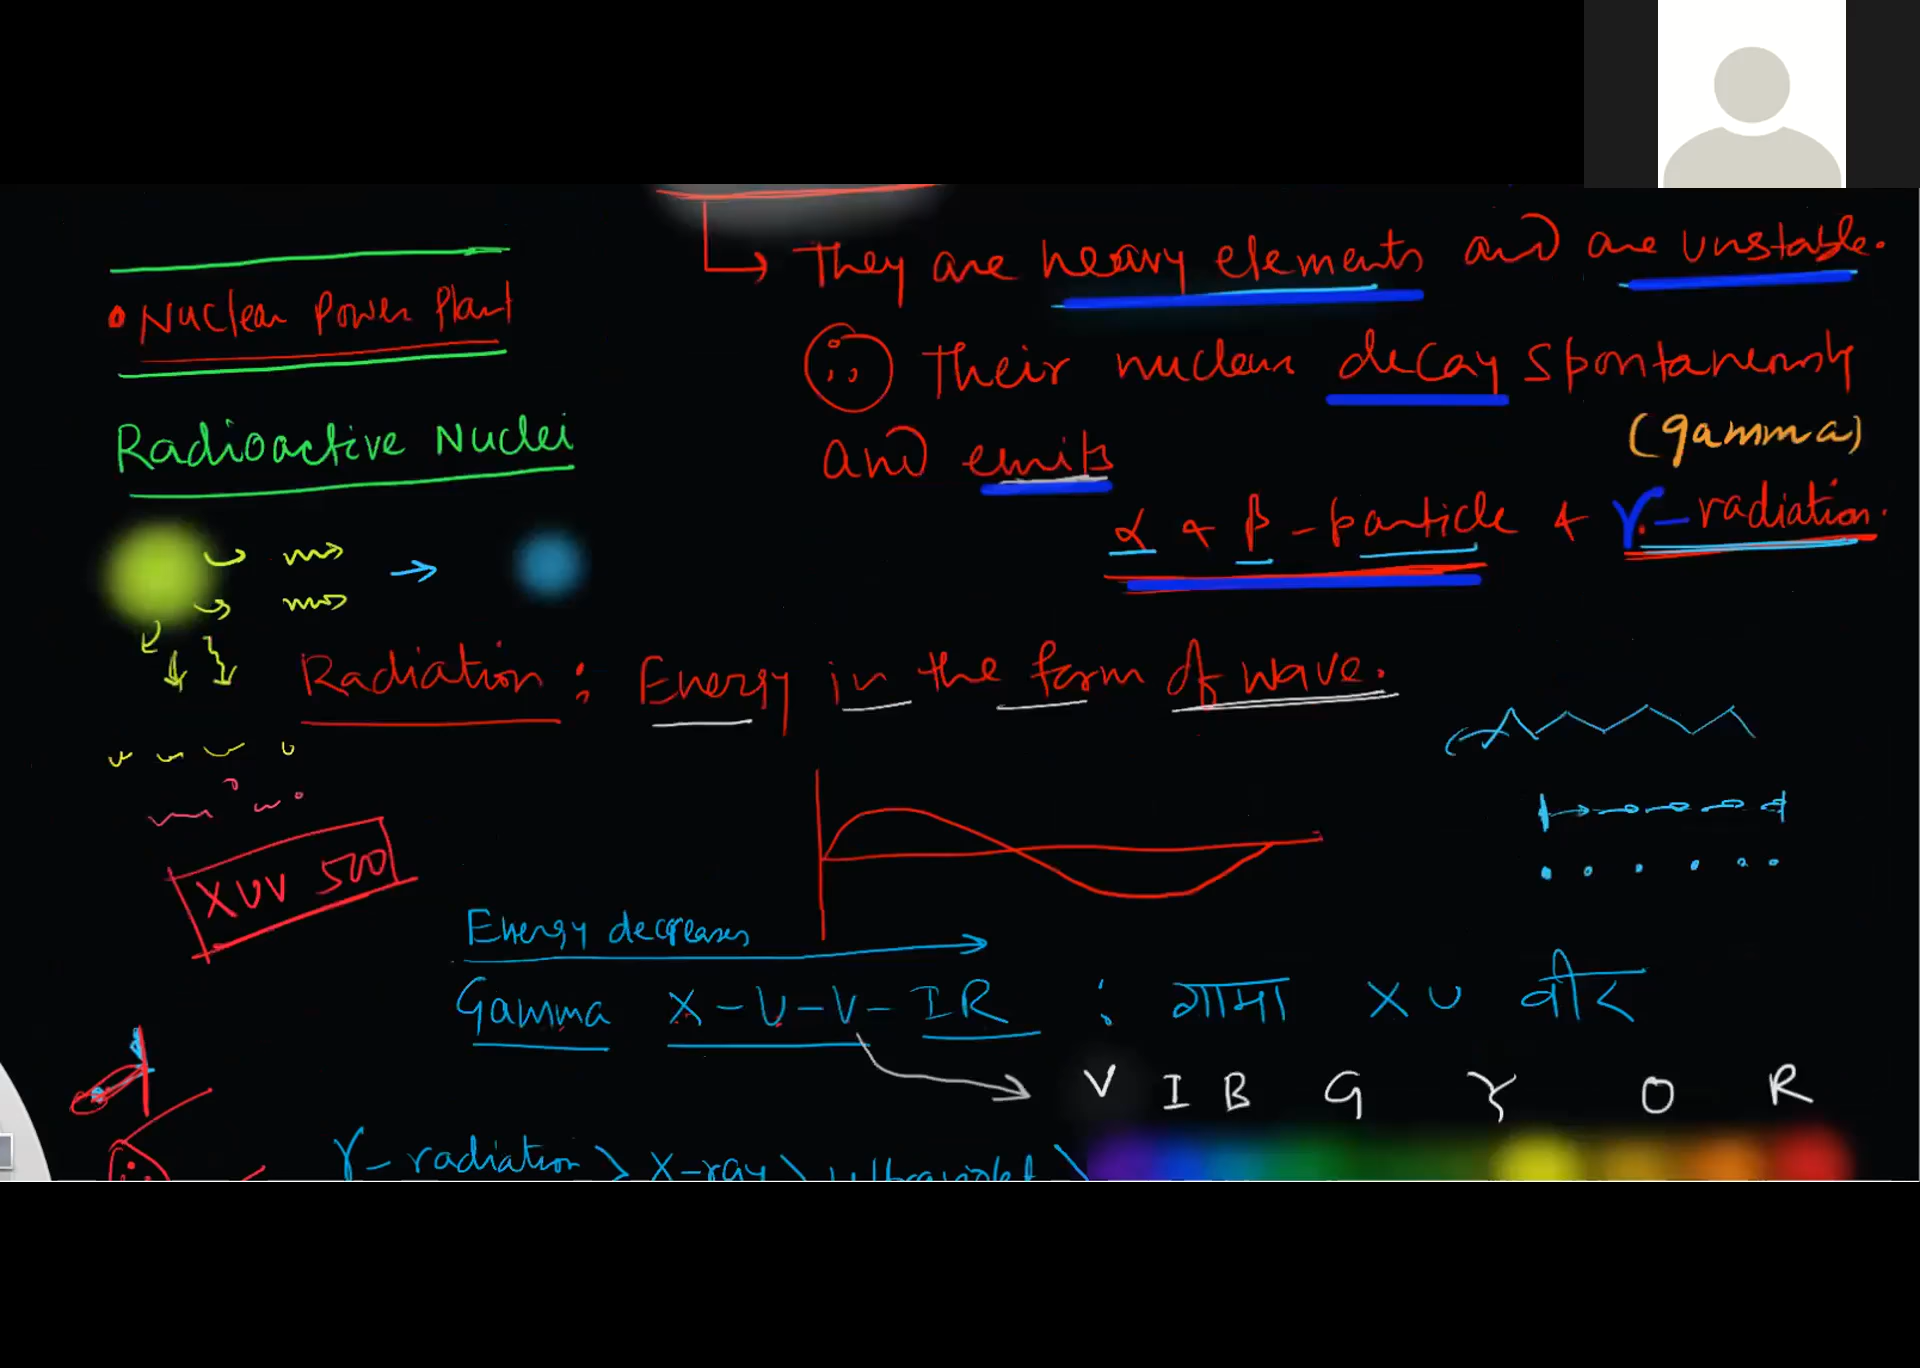 They are heavy elements and are unstable.
• Nuclear Power Plant
Their nucleus decay spontaneously
Radioactive Nuclei
and emits
(gamma)
α & β - particle & γ - radiation.
Radiation : Energy in the form of wave.
XUV 500
Energy decreases
Gamma X - U - V - IR : गामा X U वीर
V I B G Y O R
γ - radiation > X-ray > ultraviolet >